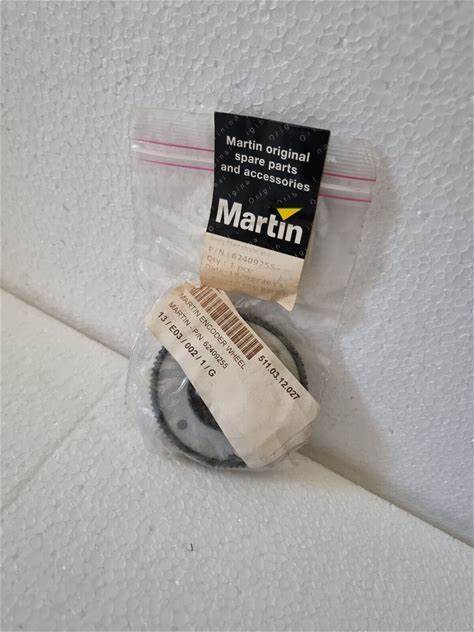 Martin original
spare parts
and accessories
Martin
P/N : 62409255
Qty : 1 pcs
MARTIN ENCODER WHEEL
MARTIN - P/N 62409255
13 / E03 / 002 / 1 / G
511.03.12.027